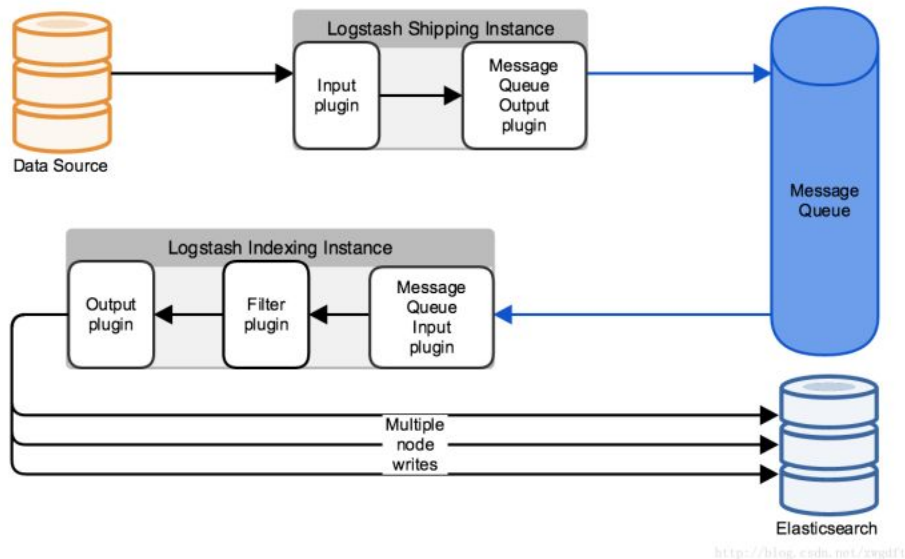 Logstash Shipping Instance
Input
plugin
Message
Queue
Output
plugin
Data Source
Message
Queue
Logstash Indexing Instance
Output
plugin
Filter
plugin
Message
Queue
Input
plugin
Multiple
node
writes
Elasticsearch